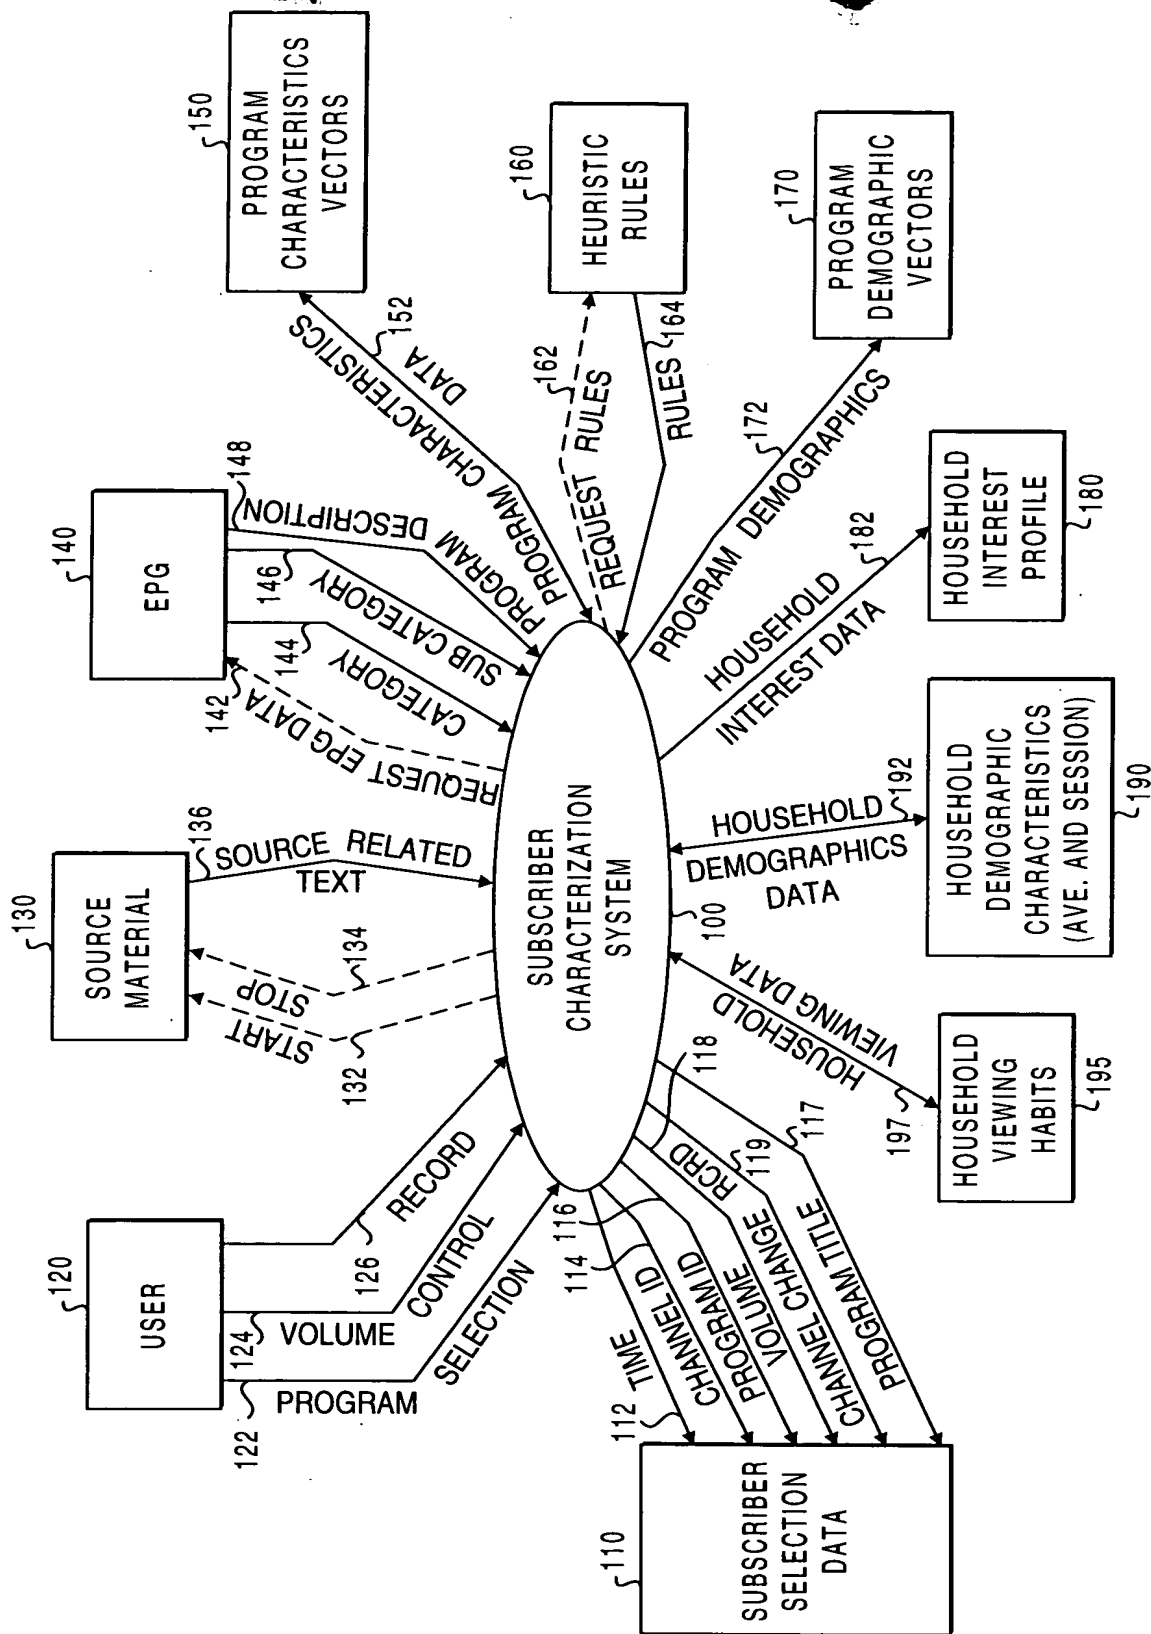 120
USER
122
PROGRAM
SELECTION
124
VOLUME
CONTROL
126
RECORD
130
SOURCE
MATERIAL
132
START
134
STOP
136
SOURCE RELATED
TEXT
140
EPG
142
REQUEST EPG DATA
144
CATEGORY
146
SUB CATEGORY
148
PROGRAM DESCRIPTION
150
PROGRAM
CHARACTERISTICS
VECTORS
152
PROGRAM CHARACTERISTICS
DATA
160
HEURISTIC
RULES
162
REQUEST RULES
164
RULES
170
PROGRAM
DEMOGRAPHIC
VECTORS
172
PROGRAM DEMOGRAPHICS
SUBSCRIBER
CHARACTERIZATION
SYSTEM
100
110
SUBSCRIBER
SELECTION
DATA
112
TIME
114
CHANNEL ID
116
PROGRAM ID
VOLUME
118
RCRD
119
CHANNEL CHANGE
117
PROGRAM TITLE
HOUSEHOLD
VIEWING DATA
197
HOUSEHOLD
VIEWING
HABITS
195
HOUSEHOLD
192
DEMOGRAPHICS
DATA
HOUSEHOLD
DEMOGRAPHIC
CHARACTERISTICS
(AVE. AND SESSION)
190
HOUSEHOLD
182
INTEREST DATA
HOUSEHOLD
INTEREST
PROFILE
180